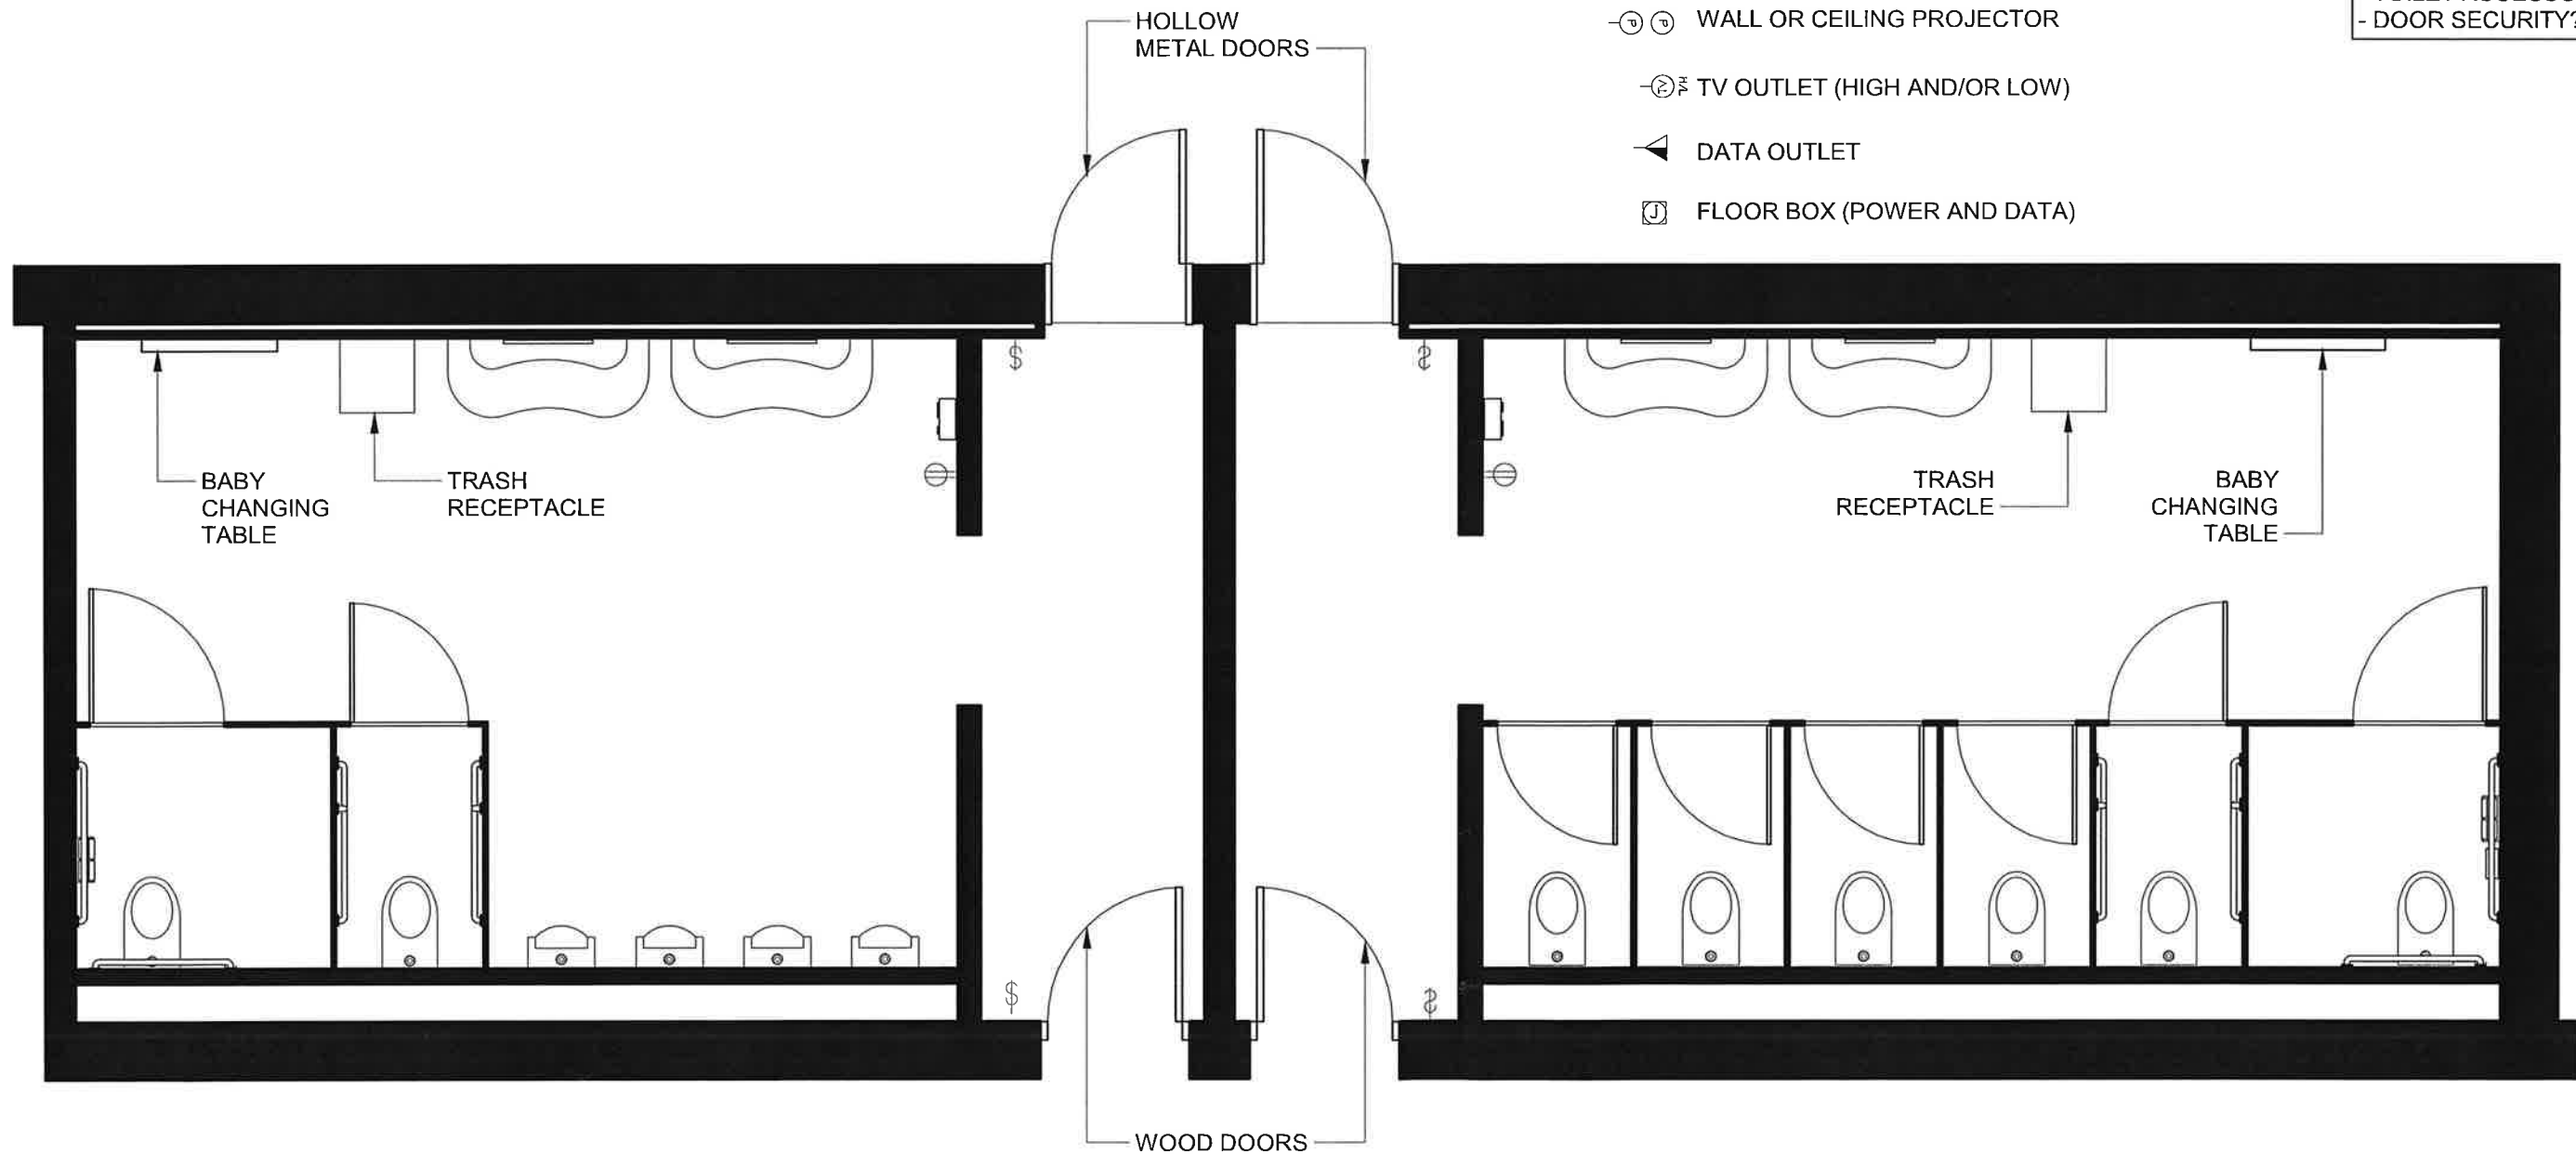 HOLLOW
METAL DOORS
P P WALL OR CEILING PROJECTOR
TV H/L TV OUTLET (HIGH AND/OR LOW)
DATA OUTLET
J FLOOR BOX (POWER AND DATA)
- DOOR SECURITY?
$ $
BABY
CHANGING
TABLE
TRASH
RECEPTACLE
TRASH
RECEPTACLE
BABY
CHANGING
TABLE
$ $
WOOD DOORS